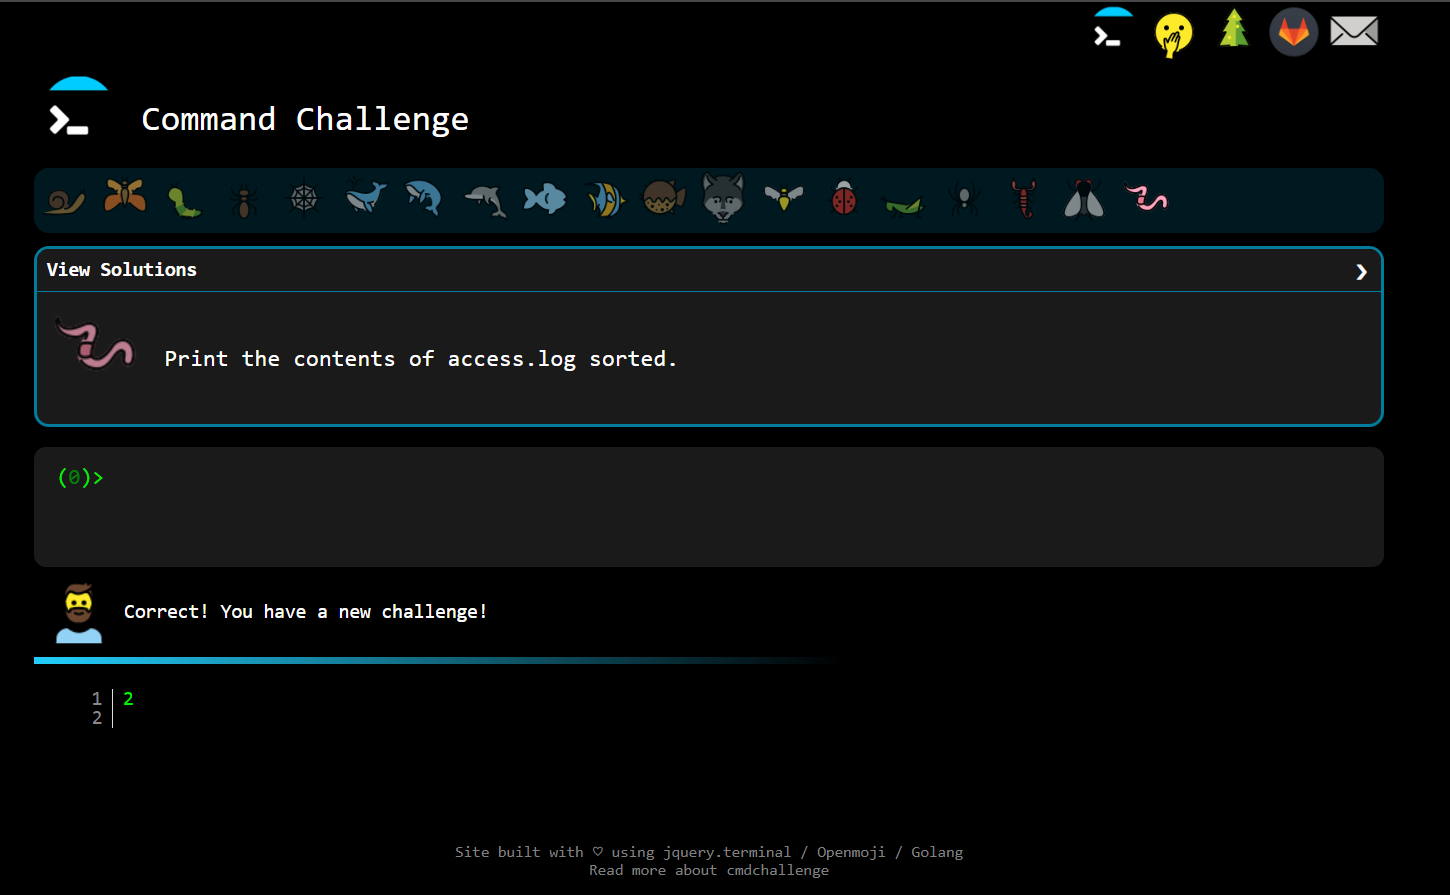 Command Challenge
View Solutions ❯
Print the contents of access.log sorted.
(0)>
Correct! You have a new challenge!
1 2
2
Site built with ♡ using jquery.terminal / Openmoji / Golang
Read more about cmdchallenge